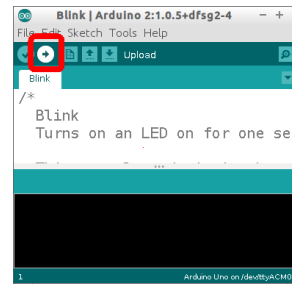 Blink | Arduino 2:1.0.5+dfsg2-4
File Edit Sketch Tools Help
Upload
Blink
/*
Blink
Turns on an LED on for one se
1
Arduino Uno on /dev/ttyACM0